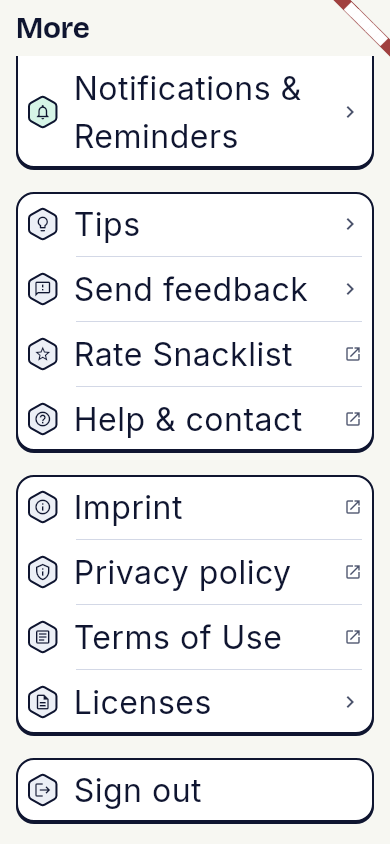 More
Notifications &
Reminders
Tips
Send feedback
Rate Snacklist
Help & contact
Imprint
Privacy policy
Terms of Use
Licenses
Sign out